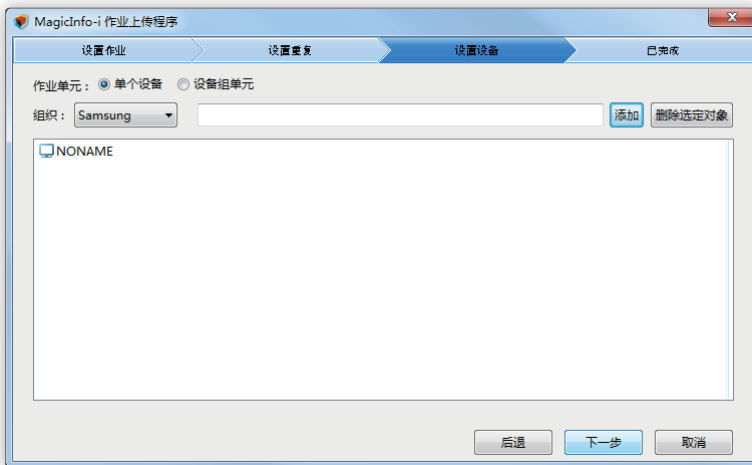 MagicInfo-i 作业上传程序
设置作业 设置重复 设置设备 已完成
作业单元： 单个设备 设备组单元
组织： Samsung 添加 删除选定对象
NONAME
后退 下一步 取消